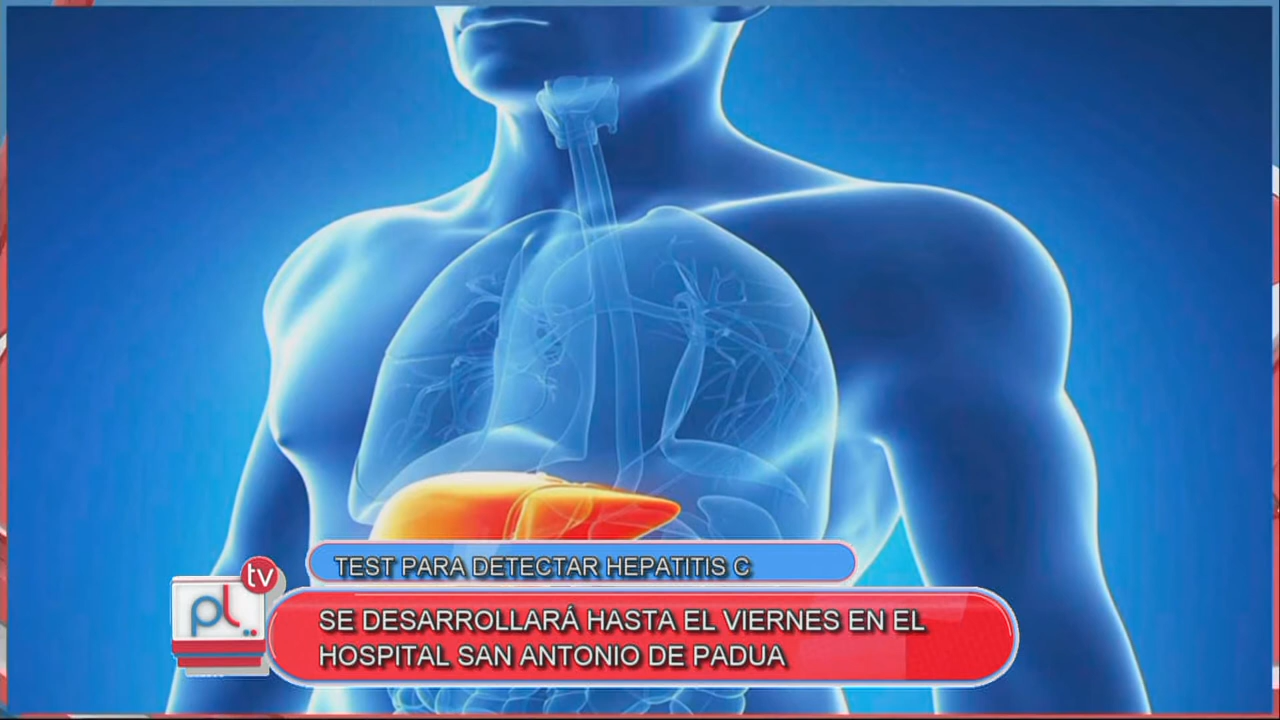 TEST PARA DETECTAR HEPATITIS C
tv
pl..
SE DESARROLLARÁ HASTA EL VIERNES EN EL
HOSPITAL SAN ANTONIO DE PADUA